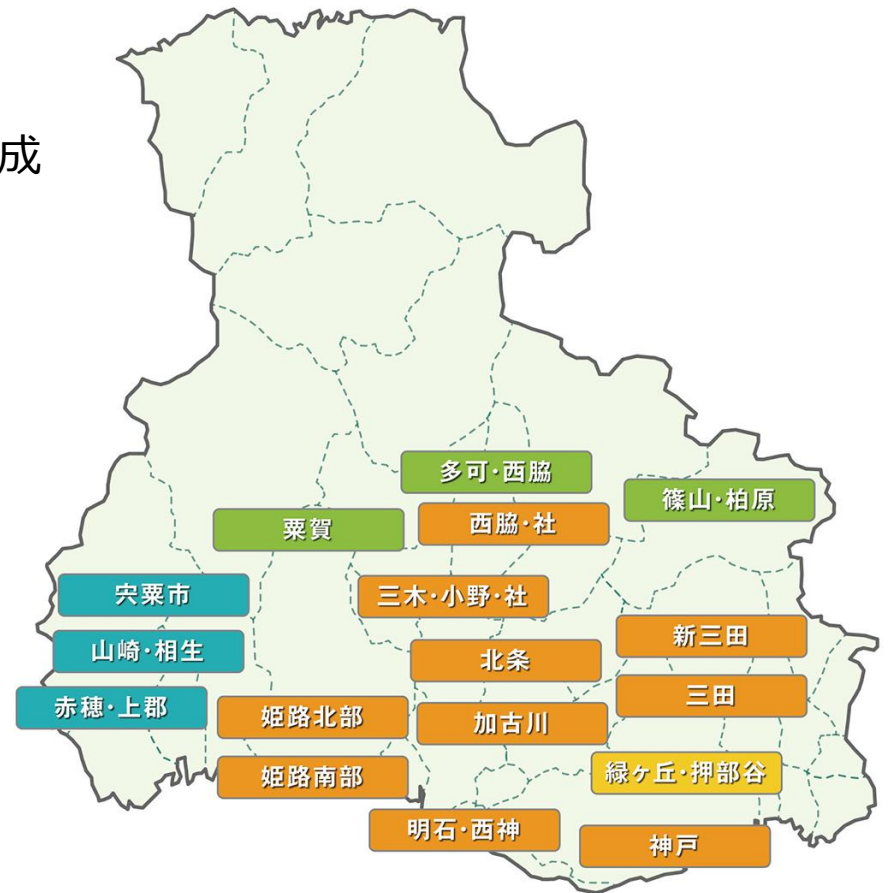 成
多可・西脇
篠山・柏原
西脇・社
粟賀
宍粟市
三木・小野・社
新三田
山崎・相生
北条
三田
赤穂・上郡
姫路北部
加古川
姫路南部
緑ヶ丘・押部谷
明石・西神
神戸